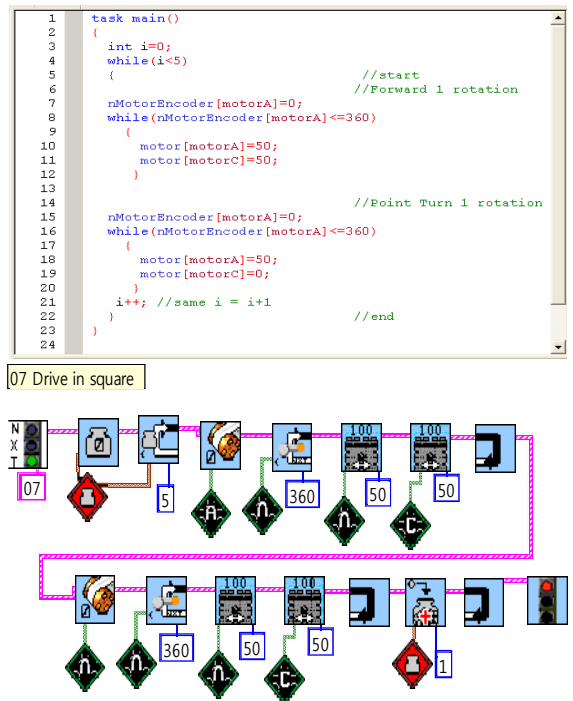 1 task main()
2 {
3 int i=0;
4 while(i<5)
5 { //start
6 //Forward 1 rotation
7 nMotorEncoder[motorA]=0;
8 while(nMotorEncoder[motorA]<=360)
9 {
10 motor[motorA]=50;
11 motor[motorC]=50;
12 }
13
14 //Point Turn 1 rotation
15 nMotorEncoder[motorA]=0;
16 while(nMotorEncoder[motorA]<=360)
17 {
18 motor[motorA]=50;
19 motor[motorC]=0;
20 }
21 i++; //same i = i+1
22 } //end
23 }
24
07 Drive in square
N X T 0 0 100 100
07 5 360 50 50
A C
0 100 100
360 50 50 1
C